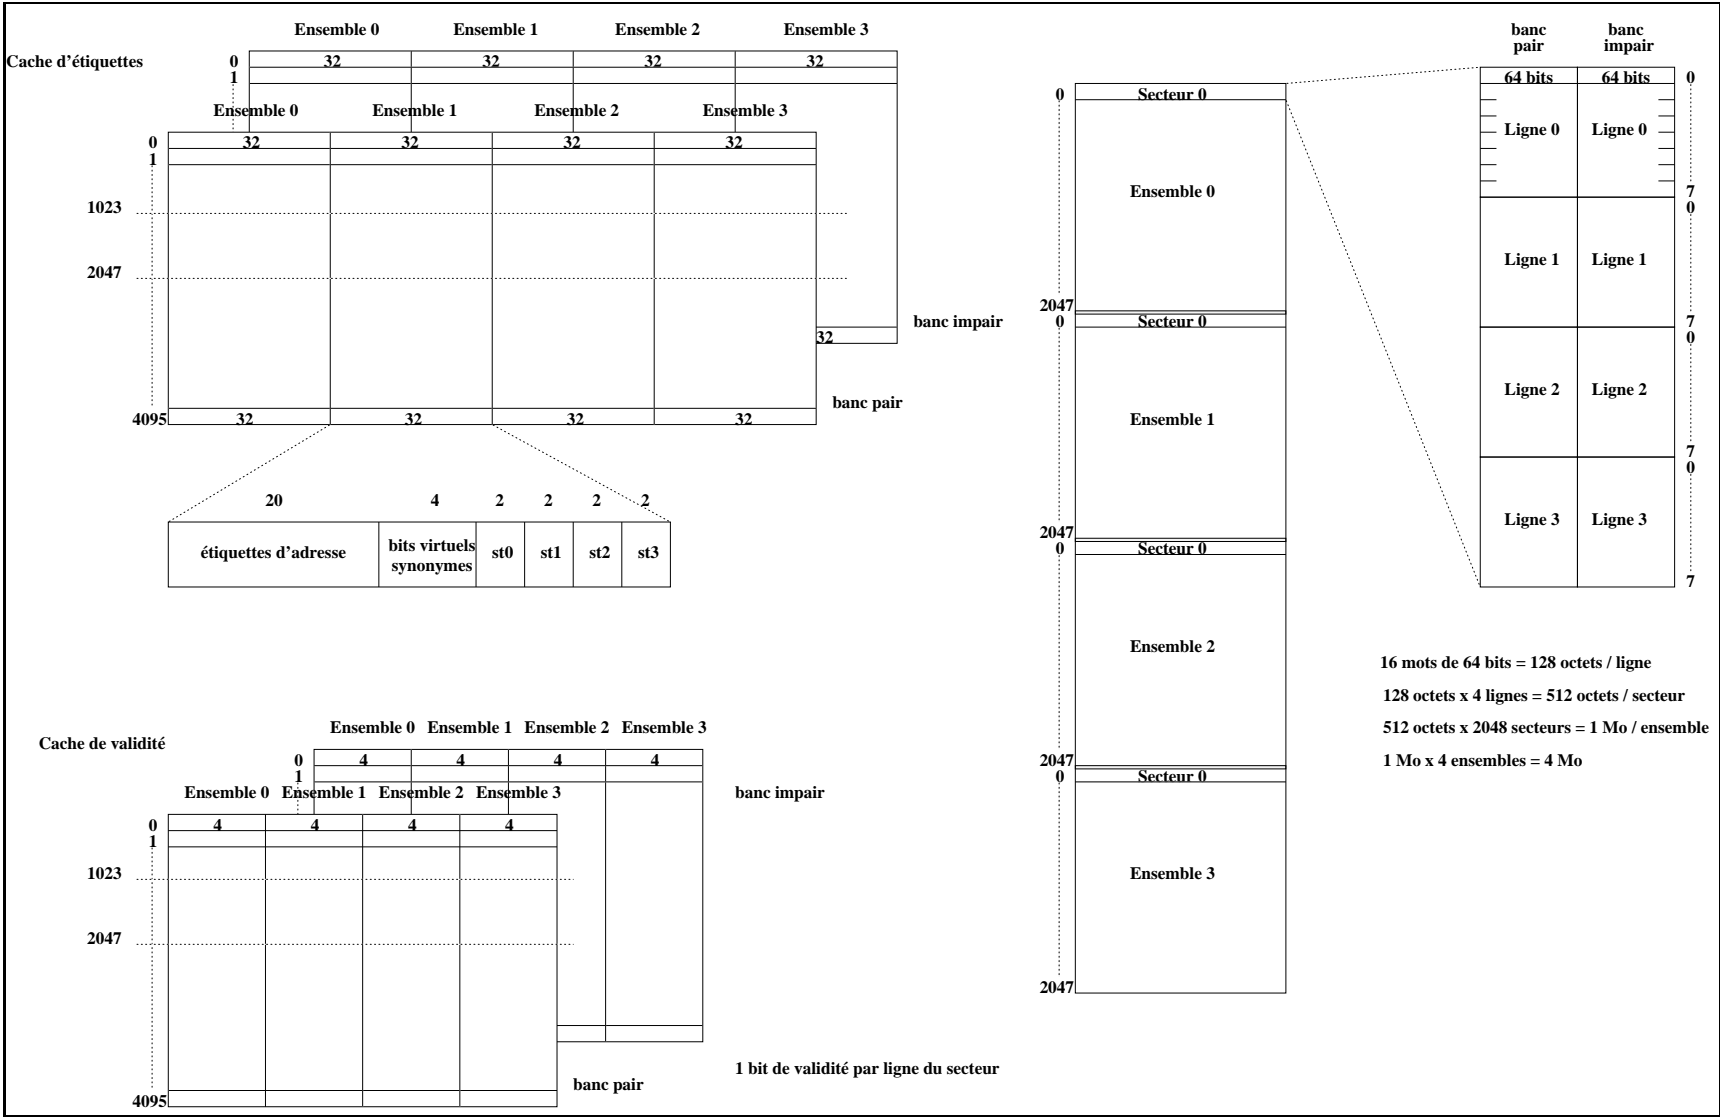 Ensemble 0 Ensemble 1 Ensemble 2 Ensemble 3
Cache d'étiquettes
0 32 32 32 32
1
Ensemble 0 Ensemble 1 Ensemble 2 Ensemble 3
0 32 32 32 32
1
1023
2047
32
banc impair
banc pair
4095 32 32 32 32
20 4 2 2 2 2
étiquettes d'adresse
bits virtuels
synonymes
st0 st1 st2 st3
Cache de validité
Ensemble 0 Ensemble 1 Ensemble 2 Ensemble 3
0 4 4 4 4
1
banc impair
Ensemble 0 Ensemble 1 Ensemble 2 Ensemble 3
0 4 4 4 4
1
1023
2047
4095
banc pair
1 bit de validité par ligne du secteur
0 Secteur 0
Ensemble 0
2047
0 Secteur 0
Ensemble 1
2047
0 Secteur 0
Ensemble 2
2047
0 Secteur 0
Ensemble 3
2047
banc
pair
banc
impair
64 bits 64 bits 0
Ligne 0 Ligne 0
7
0
Ligne 1 Ligne 1
7
0
Ligne 2 Ligne 2
7
0
Ligne 3 Ligne 3
7
16 mots de 64 bits = 128 octets / ligne
128 octets x 4 lignes = 512 octets / secteur
512 octets x 2048 secteurs = 1 Mo / ensemble
1 Mo x 4 ensembles = 4 Mo